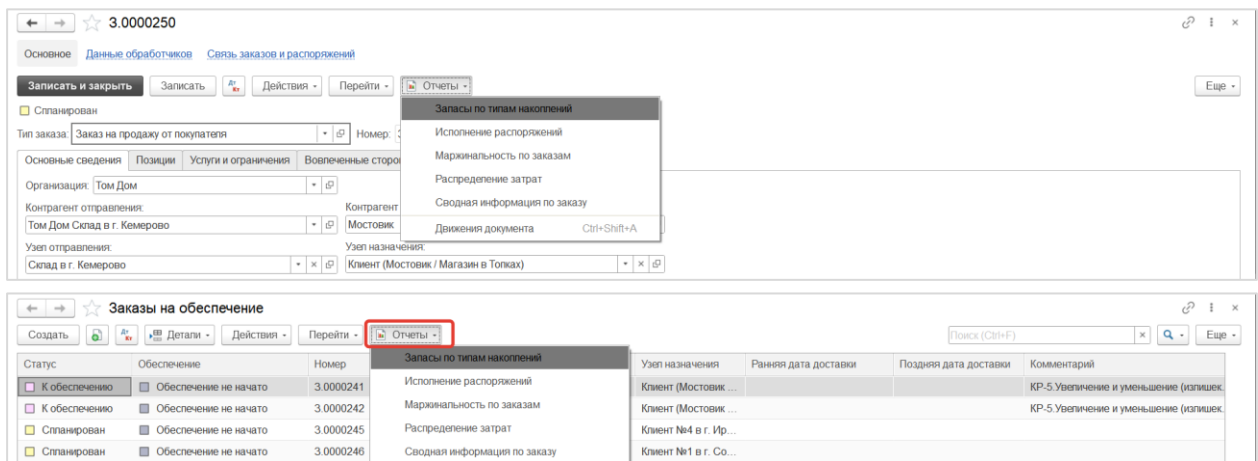 З.0000250
Основное Данные обработчиков Связь заказов и распоряжений
Записать и закрыть Записать Дт Кт Действия Перейти Отчеты Еще
Спланирован
Запасы по типам накоплений
Тип заказа: Заказ на продажу от покупателя Номер:
Исполнение распоряжений
Основные сведения Позиции Услуги и ограничения Вовлеченные сторо
Маржинальность по заказам
Организация: Том Дом
Распределение затрат
Контрагент отправления: Контрагент
Сводная информация по заказу
Том Дом Склад в г. Кемерово Мостовик
Движения документа Ctrl+Shift+A
Узел отправления: Узел назначения:
Склад в г. Кемерово Клиент (Мостовик / Магазин в Топках)
Заказы на обеспечение
Создать Дт Кт Детали Действия Перейти Отчеты Поиск (Ctrl+F) Еще
Запасы по типам накоплений
Статус Обеспечение Номер Узел назначения Ранняя дата доставки Поздняя дата доставки Комментарий
Исполнение распоряжений
К обеспечению Обеспечение не начато З.0000241 Клиент (Мостовик ... КР-5.Увеличение и уменьшение (излишек.
Маржинальность по заказам
К обеспечению Обеспечение не начато З.0000242 Клиент (Мостовик ... КР-5.Увеличение и уменьшение (излишек.
Распределение затрат
Спланирован Обеспечение не начато З.0000245 Клиент №4 в г. Ир...
Сводная информация по заказу
Спланирован Обеспечение не начато З.0000246 Клиент №1 в г. Со...